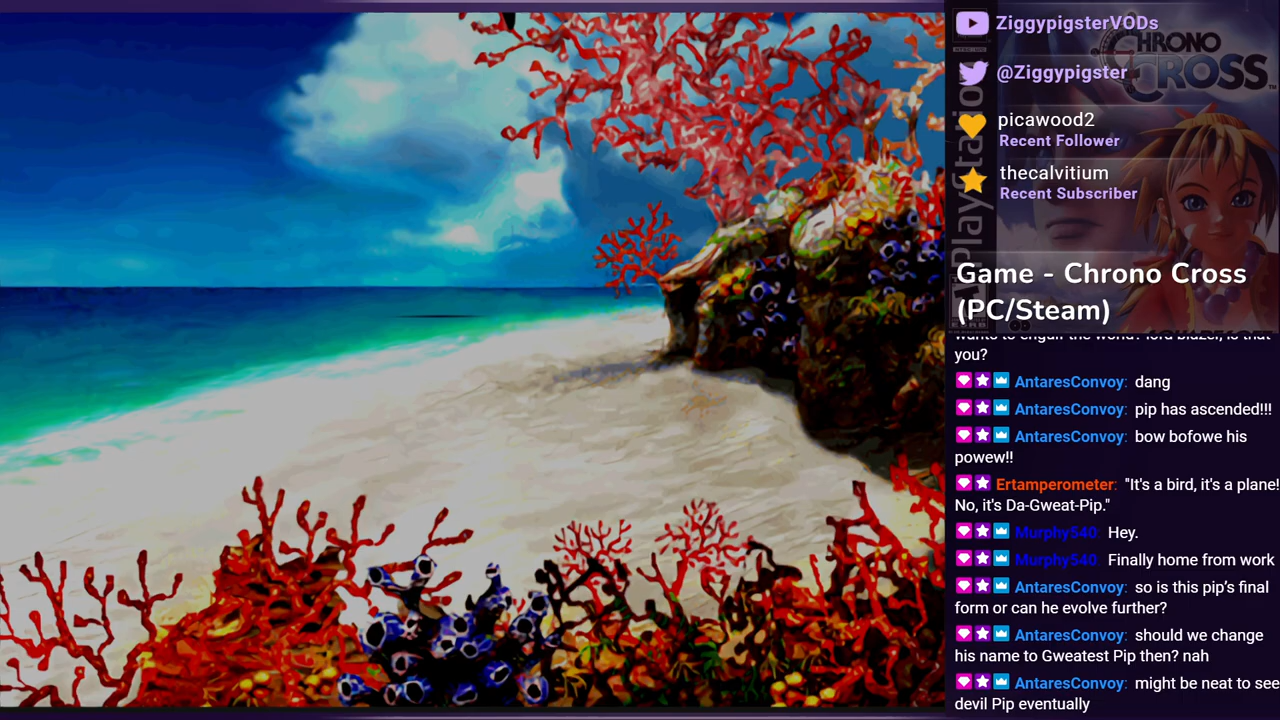 ZiggypigsterVODs
@Ziggypigster
CHRONO
CROSS
PlayStation
picawood2
Recent Follower
thecalvitium
Recent Subscriber
Game - Chrono Cross
(PC/Steam)
you?
AntaresConvoy: dang
AntaresConvoy: pip has ascended!!!
AntaresConvoy: bow bofowe his
powew!!
Ertamperometer: "It's a bird, it's a plane!
No, it's Da-Gweat-Pip."
Murphy540: Hey.
Murphy540: Finally home from work
AntaresConvoy: so is this pip's final
form or can he evolve further?
AntaresConvoy: should we change
his name to Gweatest Pip then? nah
AntaresConvoy: might be neat to see
devil Pip eventually